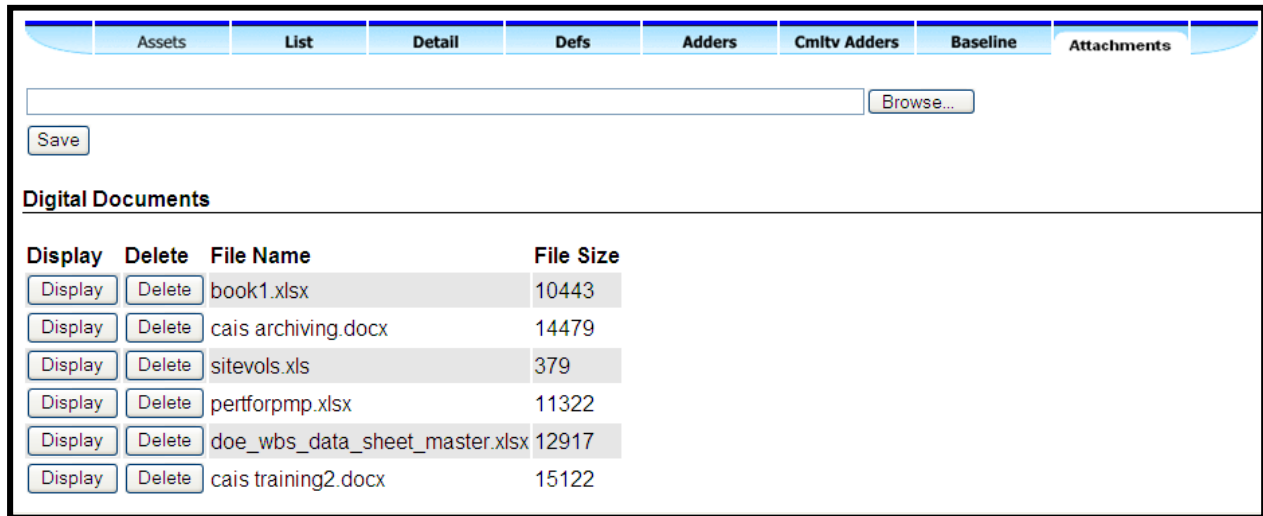 Assets List Detail Defs Adders Cmltv Adders Baseline Attachments
Browse...
Save
Digital Documents
Display Delete File Name File Size
Display Delete book1.xlsx 10443
Display Delete cais archiving.docx 14479
Display Delete sitevols.xls 379
Display Delete pertforpmp.xlsx 11322
Display Delete doe_wbs_data_sheet_master.xlsx 12917
Display Delete cais training2.docx 15122